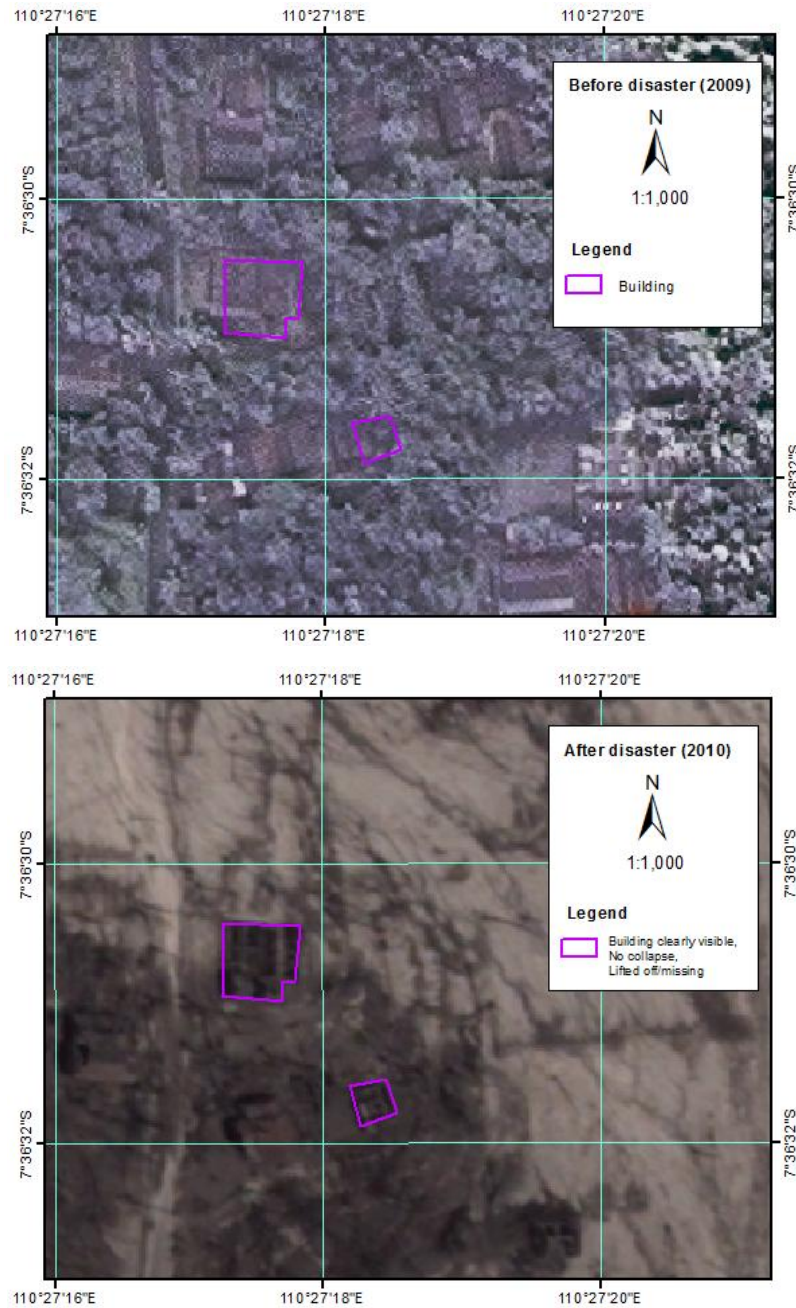 110°27'16"E 110°27'18"E 110°27'20"E
Before disaster (2009)
N
1:1,000
Legend
Building
7°36'30"S 7°36'30"S
7°36'32"S 7°36'32"S
110°27'16"E 110°27'18"E 110°27'20"E
110°27'16"E 110°27'18"E 110°27'20"E
After disaster (2010)
N
1:1,000
Legend
Building clearly visible,
No collapse,
Lifted off/missing
7°36'30"S 7°36'30"S
7°36'32"S 7°36'32"S
110°27'16"E 110°27'18"E 110°27'20"E